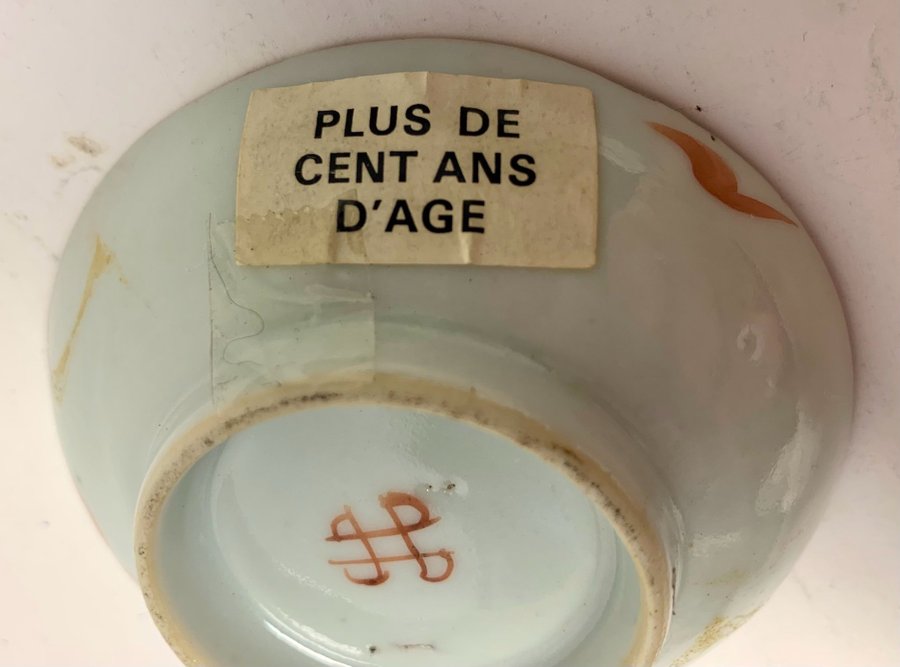 PLUS DE
CENT ANS
D'AGE